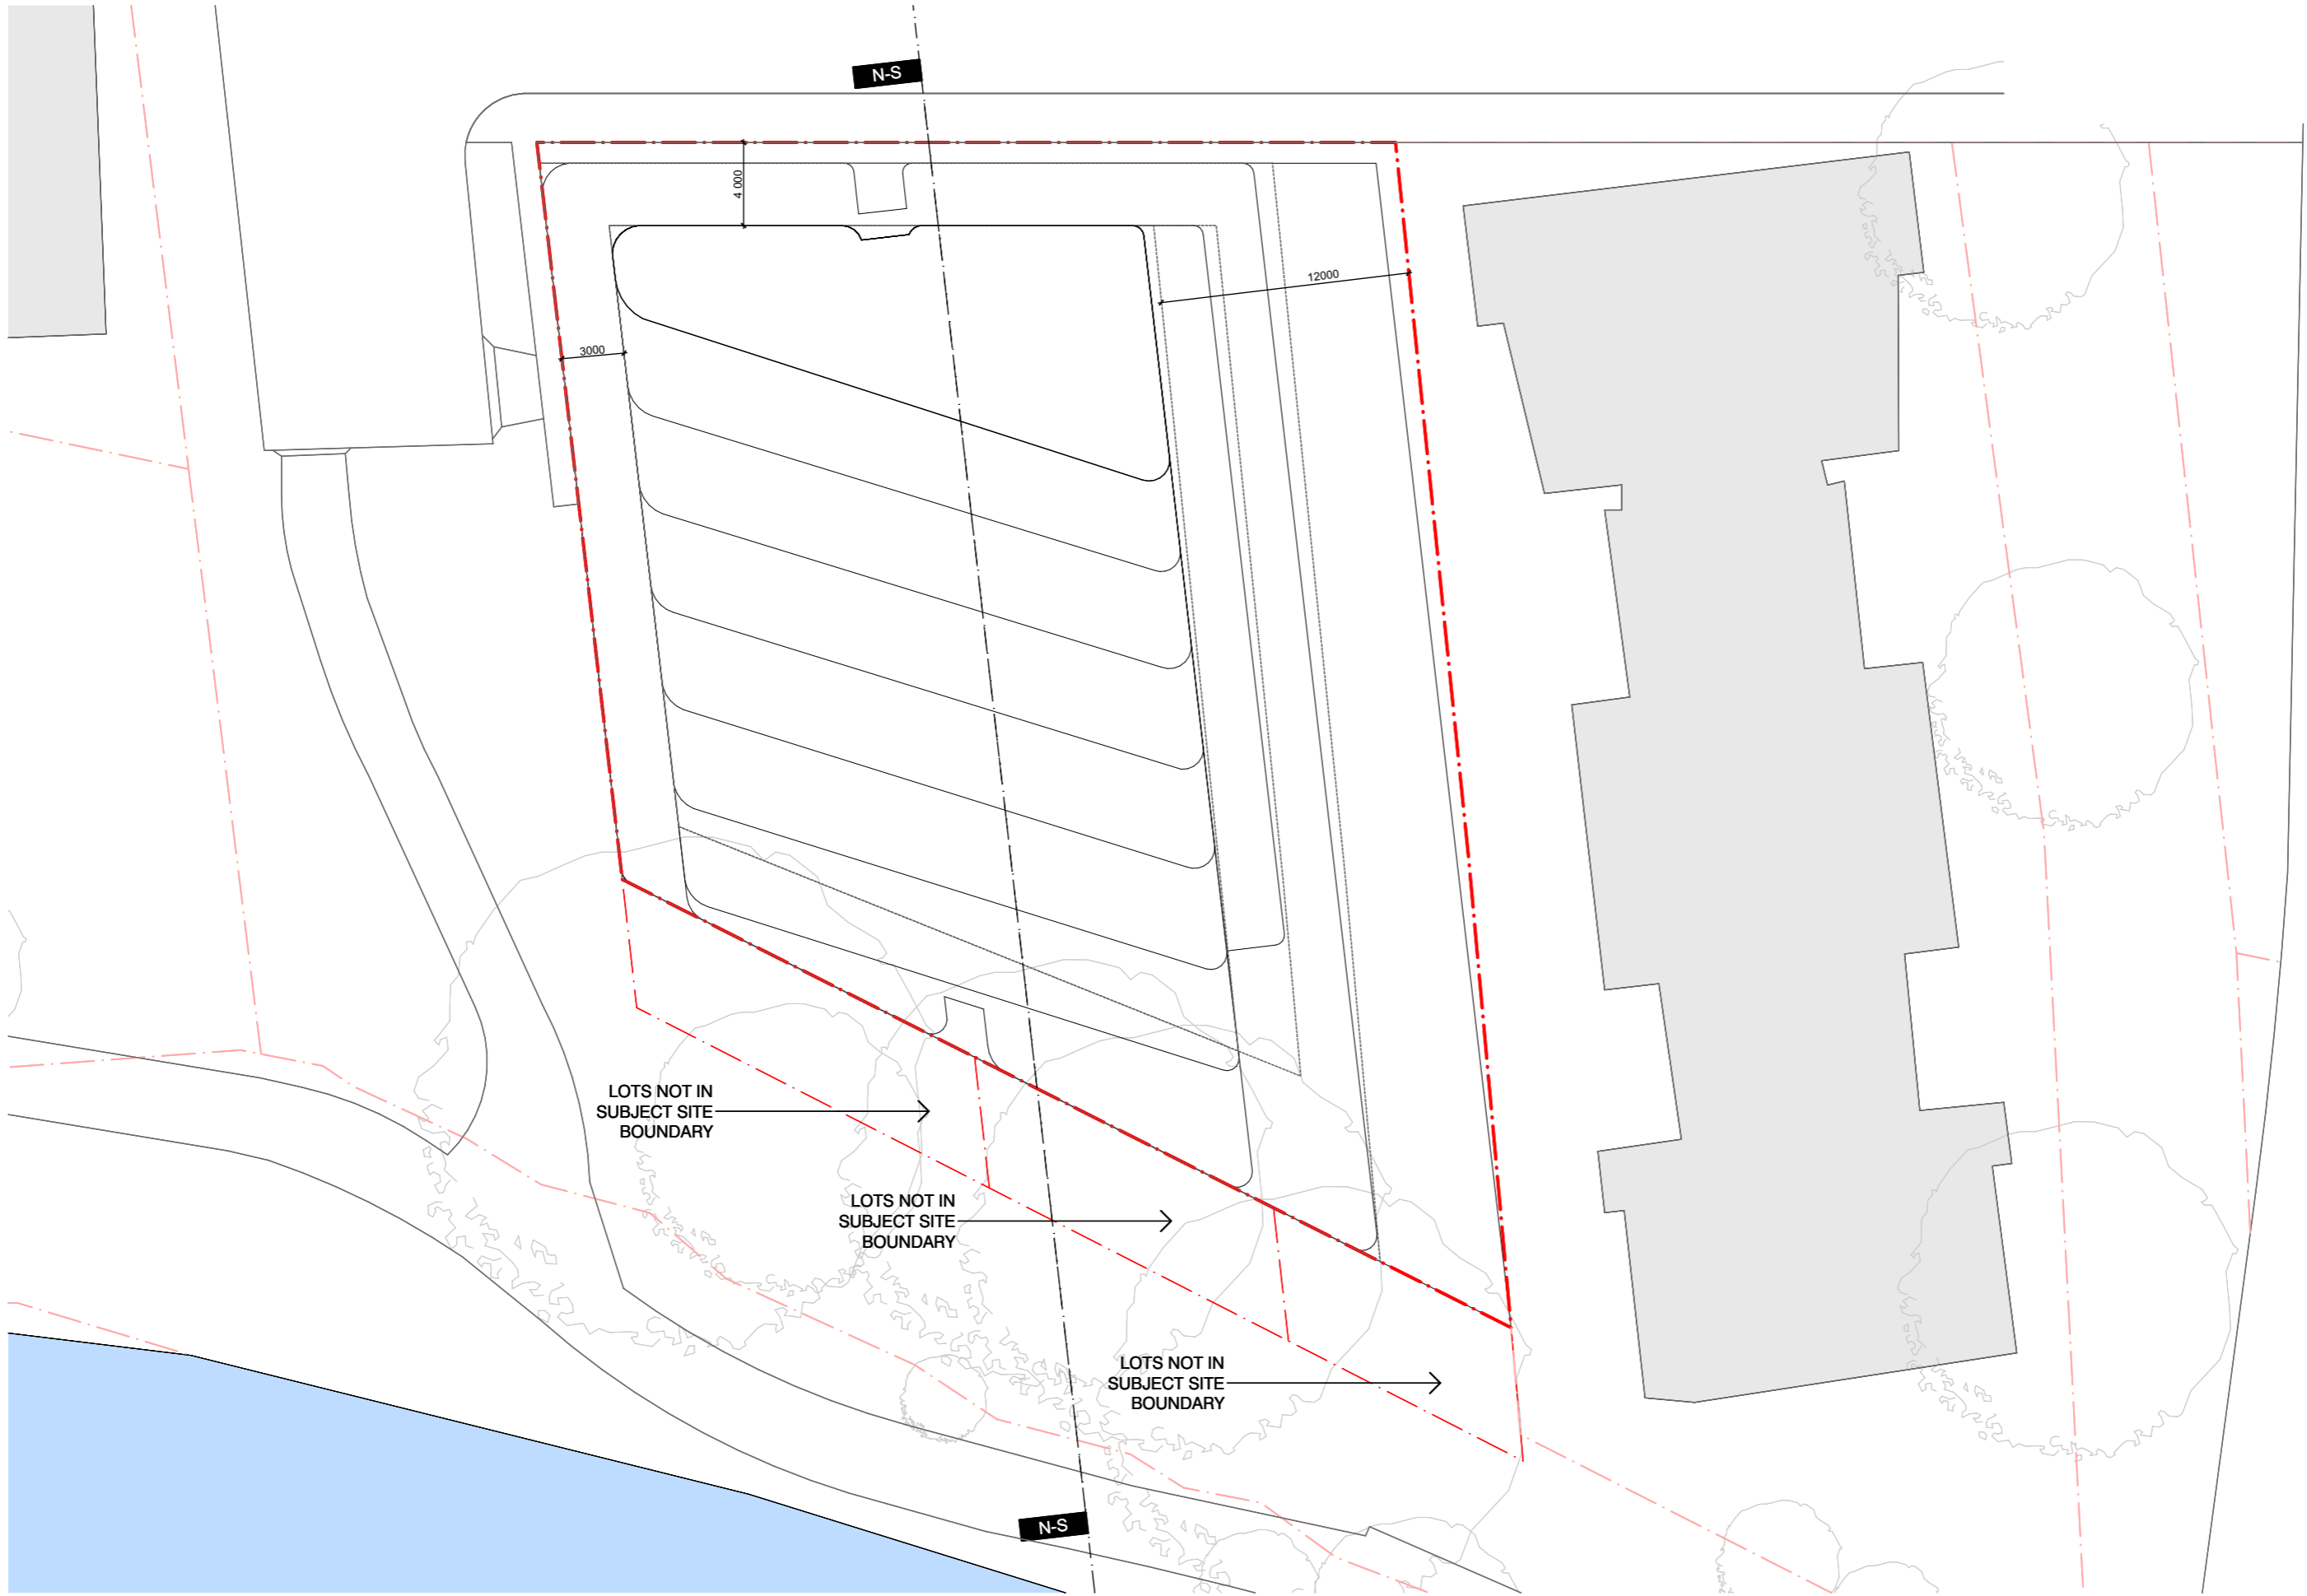 N-S
4 000
12000
3000
LOTS NOT IN
SUBJECT SITE
BOUNDARY
LOTS NOT IN
SUBJECT SITE
BOUNDARY
LOTS NOT IN
SUBJECT SITE
BOUNDARY
N-S